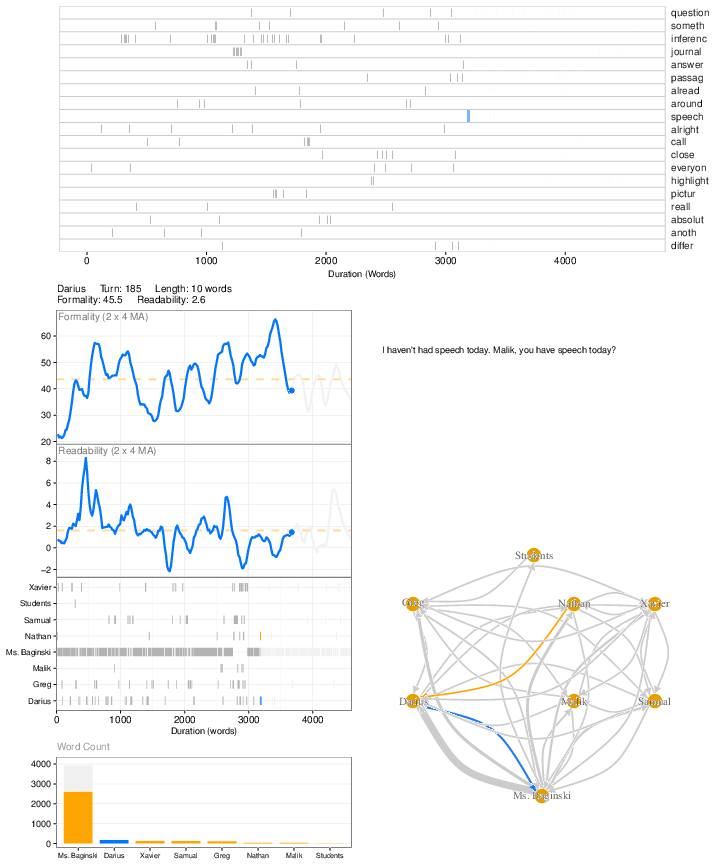 question
someth
inferenc
journal
answer
passag
alread
around
speech
alright
call
close
everyon
highlight
pictur
reall
absolut
anoth
differ
0 1000 2000 3000 4000
Duration (Words)
Darius Turn: 185 Length: 10 words
Formality: 45.5 Readability: 2.6
Formality (2 x 4 MA)
60
50
40
30
20
I haven't had speech today. Malik, you have speech today?
Readability (2 x 4 MA)
8
6
4
2
0
−2
Xavier
Students
Samual
Nathan
Ms. Baginski
Malik
Greg
Darius
0 1000 2000 3000 4000
Duration (words)
Students
Greg Nathan Xavier
Darius Malik Samual
Ms. Baginski
Word Count
4000
3000
2000
1000
0
Ms. Baginski Darius Xavier Samual Greg Nathan Malik Students